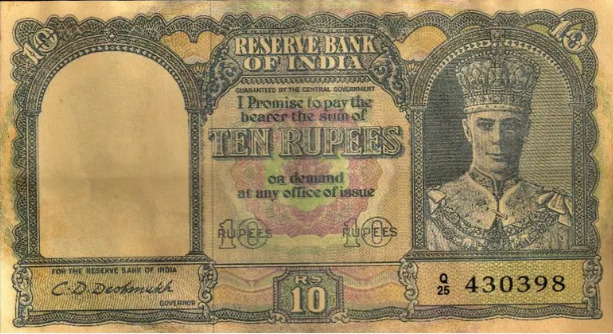 10
10
RESERVE BANK
OF INDIA
GUARANTEED BY THE CENTRAL GOVERNMENT
I Promise to pay the
bearer the sum of
TEN RUPEES
on demand
at any office of issue
10 RUPEES
10 RUPEES
FOR THE RESERVE BANK OF INDIA
C. D. Deshmukh
GOVERNOR
RS
10
Q/25 430398